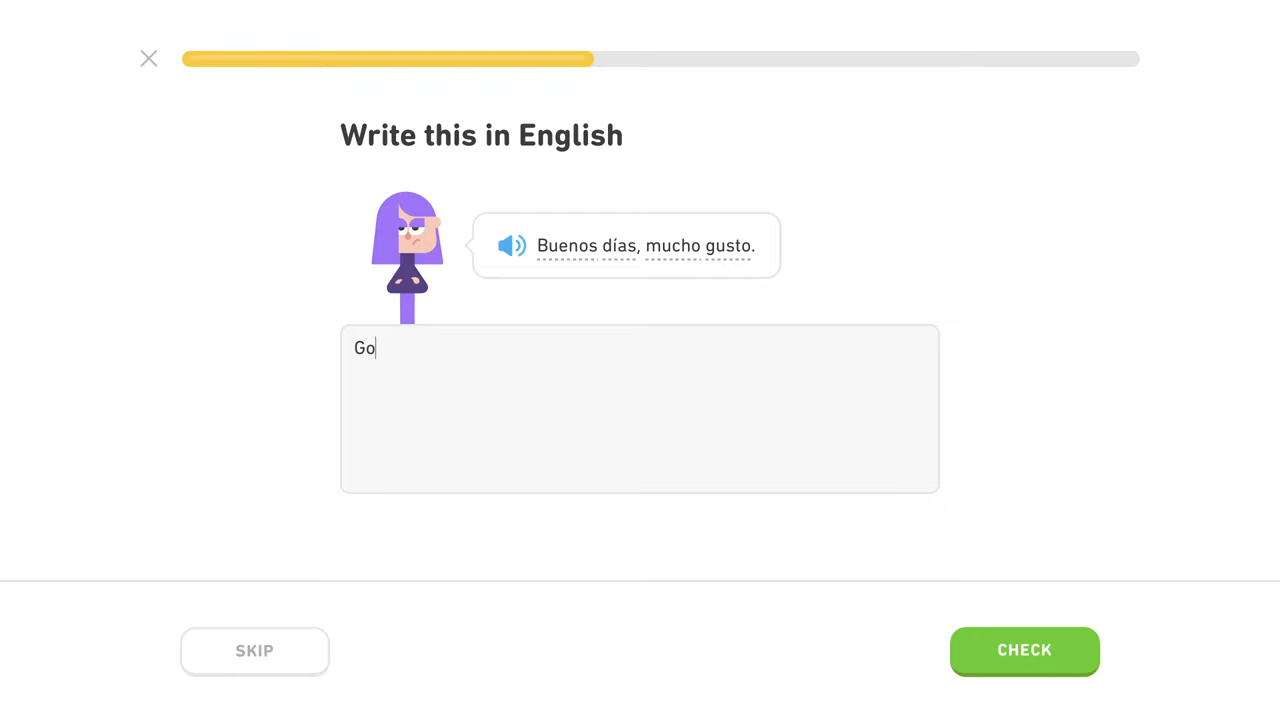 Write this in English
Buenos días, mucho gusto.
Go
SKIP
CHECK